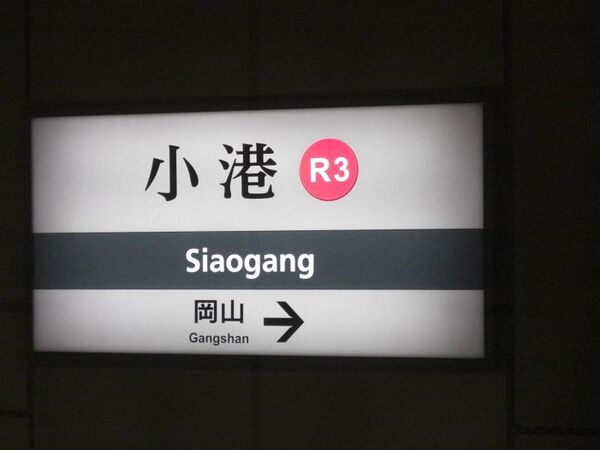 小港 R3
Siaogang
岡山 →
Gangshan